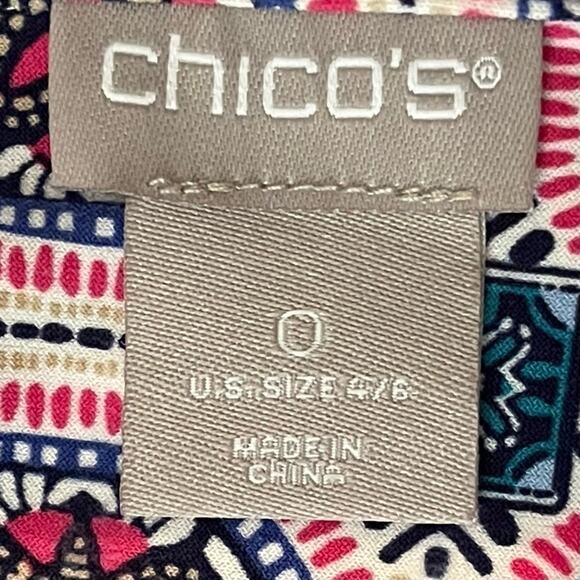 chico's®
0
U.S. SIZE 4/6
MADE IN
CHINA